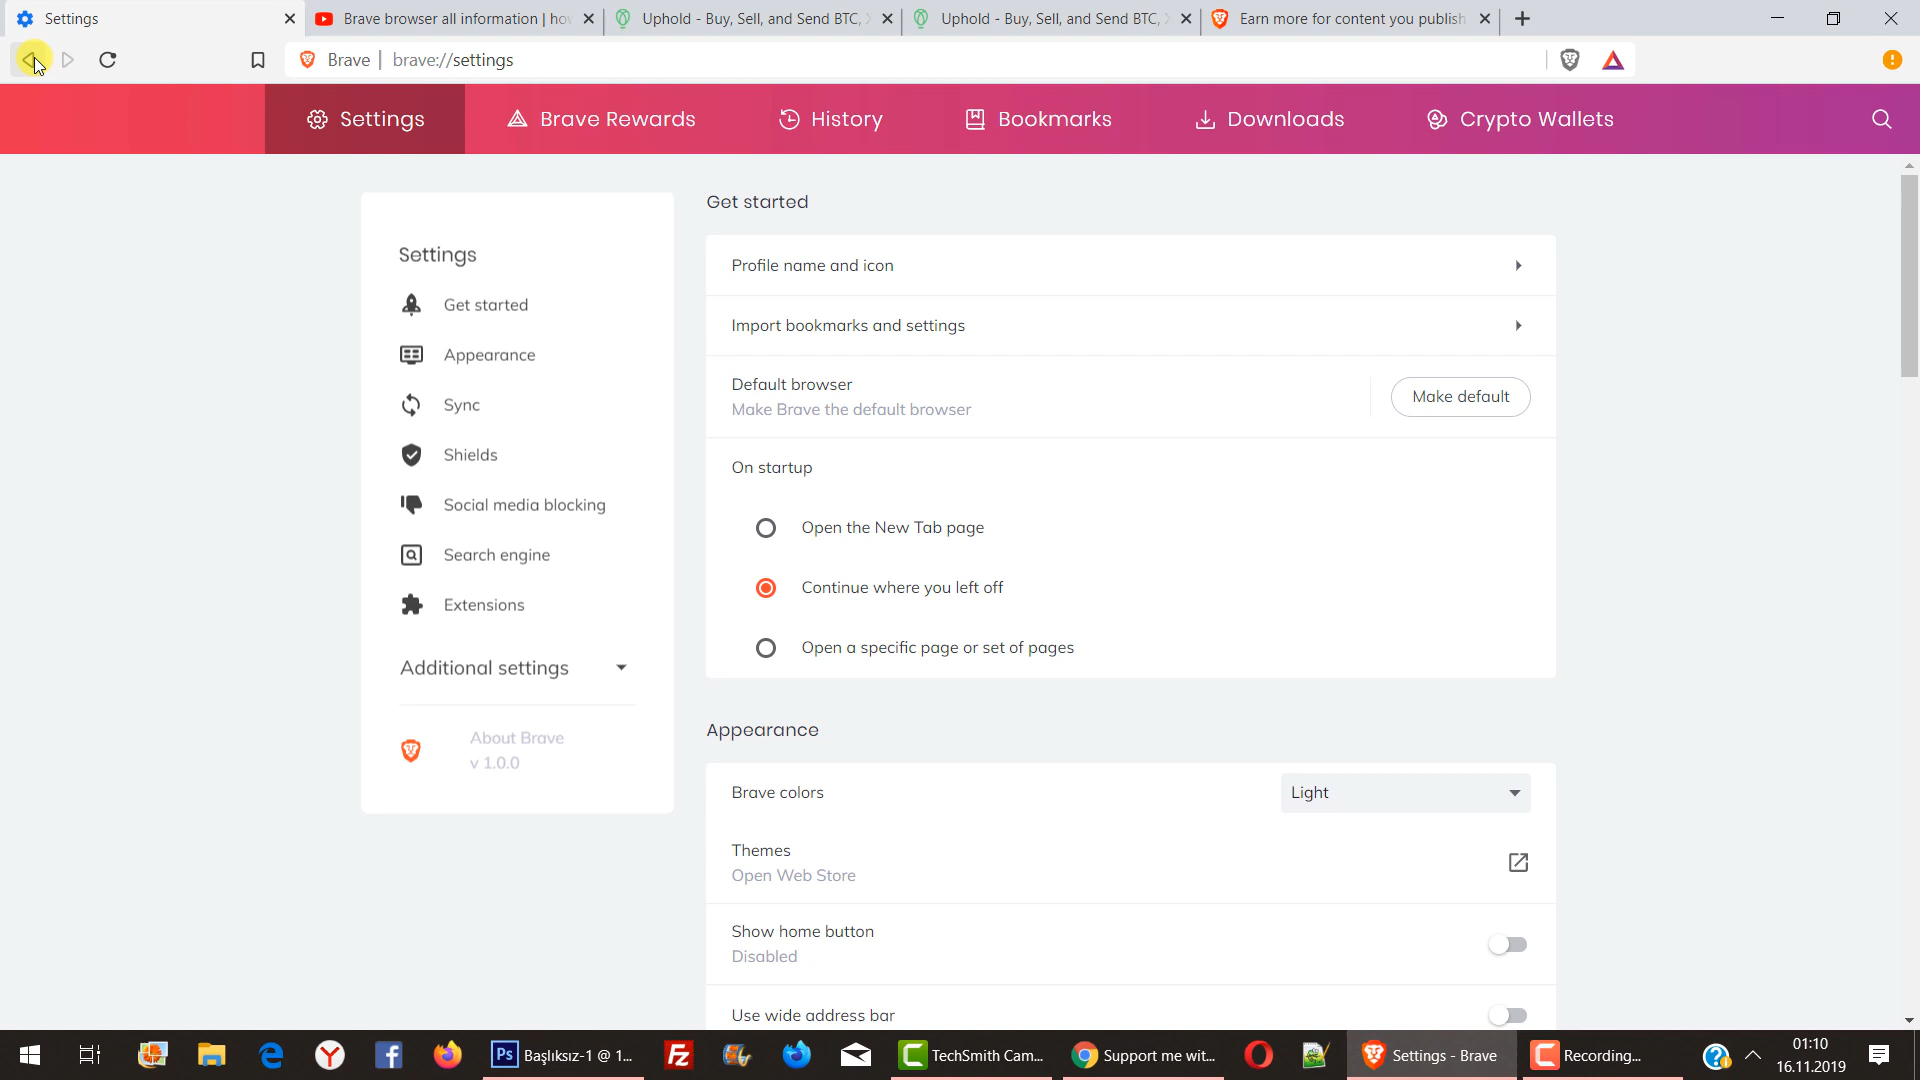 Settings
Brave browser all information | ho
Uphold - Buy, Sell, and Send BTC,
Uphold - Buy, Sell, and Send BTC,
Earn more for content you publish
Brave | brave://settings
Settings
Brave Rewards
History
Bookmarks
Downloads
Crypto Wallets
Settings
Get started
Appearance
Sync
Shields
Social media blocking
Search engine
Extensions
Additional settings
About Brave
v 1.0.0
Get started
Profile name and icon
Import bookmarks and settings
Default browser
Make Brave the default browser
Make default
On startup
Open the New Tab page
Continue where you left off
Open a specific page or set of pages
Appearance
Brave colors
Light
Themes
Open Web Store
Show home button
Disabled
Use wide address bar
Ps Başlıksız-1 @ 1...
TechSmith Cam...
Support me wit...
Settings - Brave
Recording...
01:10
16.11.2019